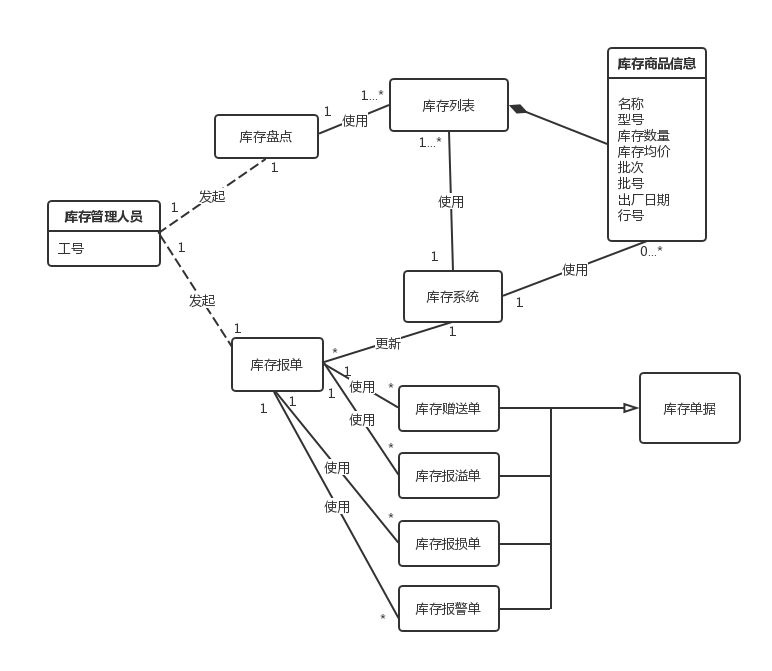 库存商品信息
名称
型号
库存数量
库存均价
批次
批号
出厂日期
行号
0...*
库存列表
1...*
1
使用
1...*
库存盘点
1
发起
1
库存管理人员
工号
1
发起
1
使用
1
库存系统
使用
1
1
更新
*
库存报单
1
使用
*
1
使用
*
1
使用
*
1
使用
*
库存赠送单
库存报溢单
库存报损单
库存报警单
库存单据